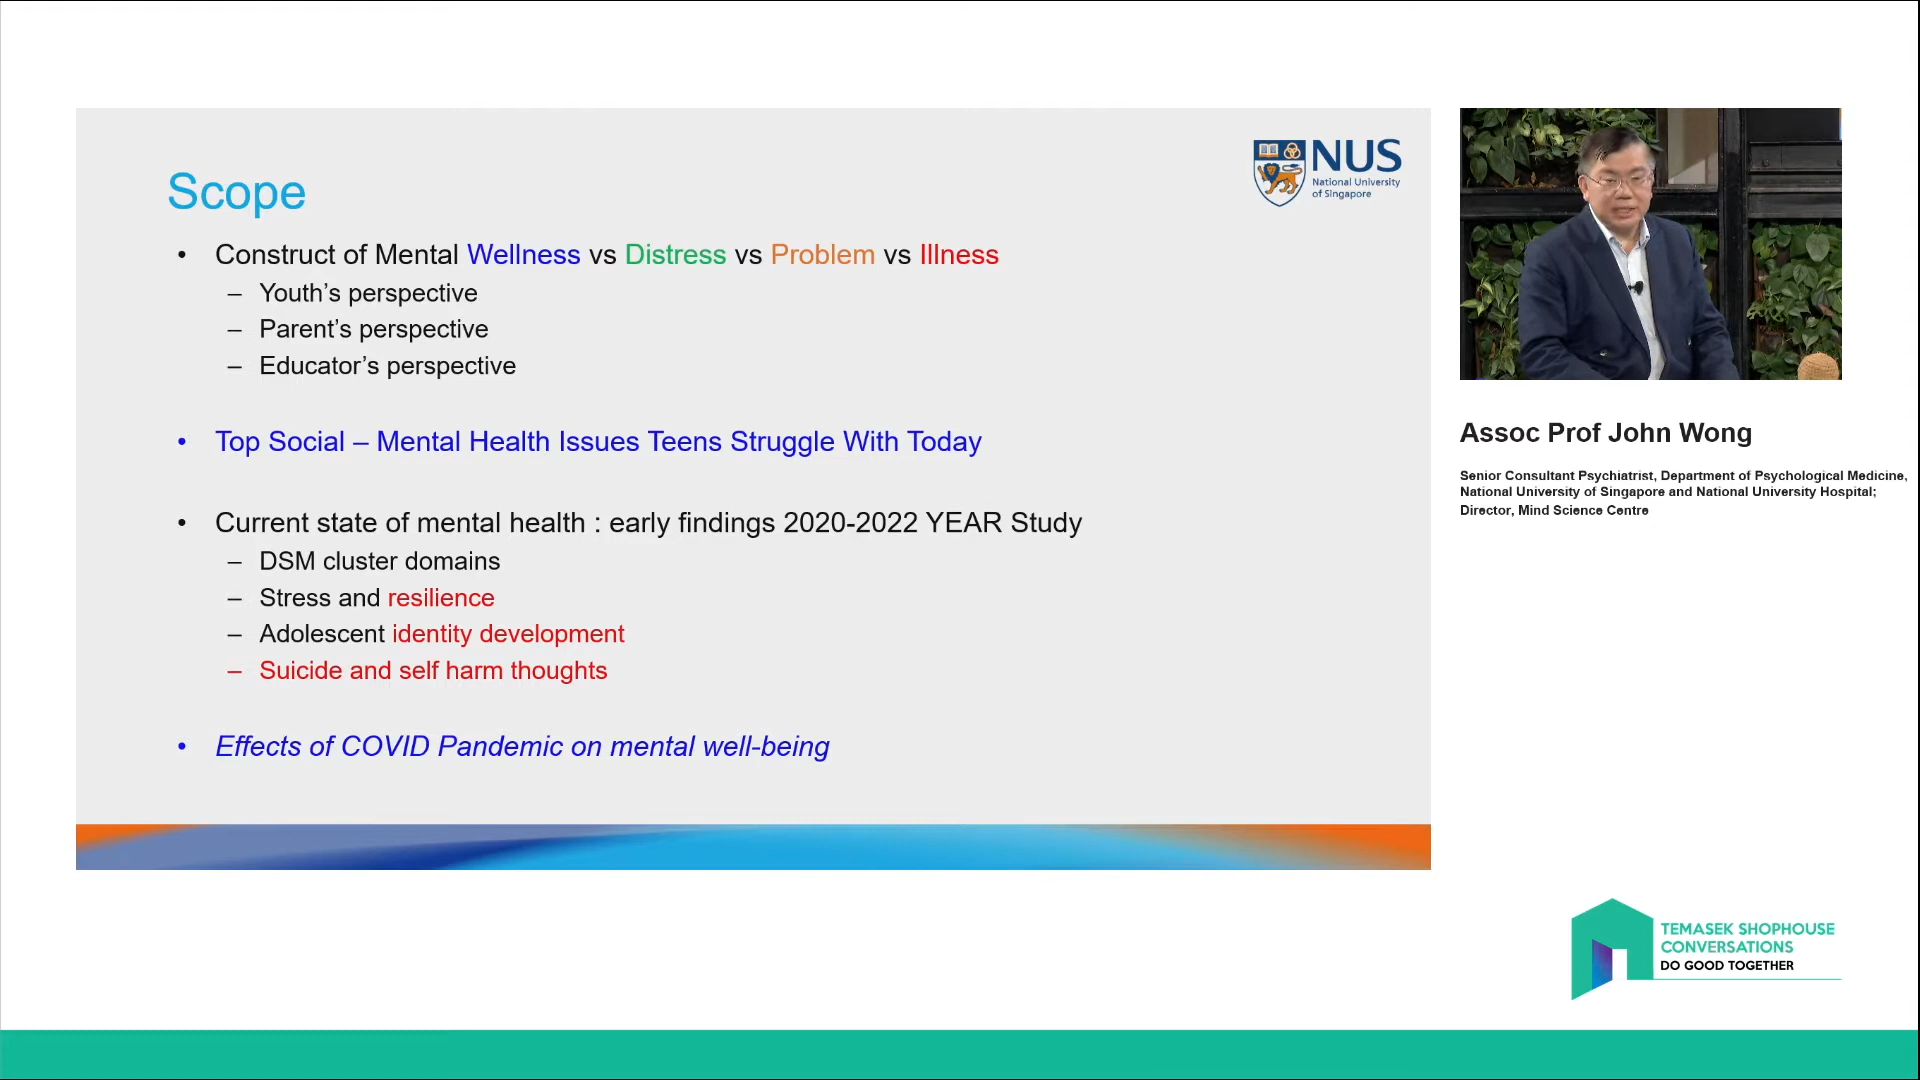 NUS
National University
of Singapore
Scope
• Construct of Mental Wellness vs Distress vs Problem vs Illness
– Youth’s perspective
– Parent’s perspective
– Educator’s perspective
• Top Social – Mental Health Issues Teens Struggle With Today
• Current state of mental health : early findings 2020-2022 YEAR Study
– DSM cluster domains
– Stress and resilience
– Adolescent identity development
– Suicide and self harm thoughts
• Effects of COVID Pandemic on mental well-being
Assoc Prof John Wong
Senior Consultant Psychiatrist, Department of Psychological Medicine,
National University of Singapore and National University Hospital;
Director, Mind Science Centre
TEMASEK SHOPHOUSE
CONVERSATIONS
DO GOOD TOGETHER